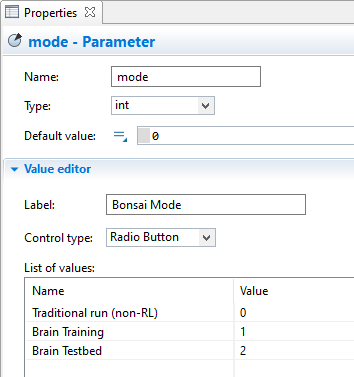 Properties
mode - Parameter
Name: mode
Type: int
Default value: 0
Value editor
Label: Bonsai Mode
Control type: Radio Button
List of values:
Name Value
Traditional run (non-RL) 0
Brain Training 1
Brain Testbed 2